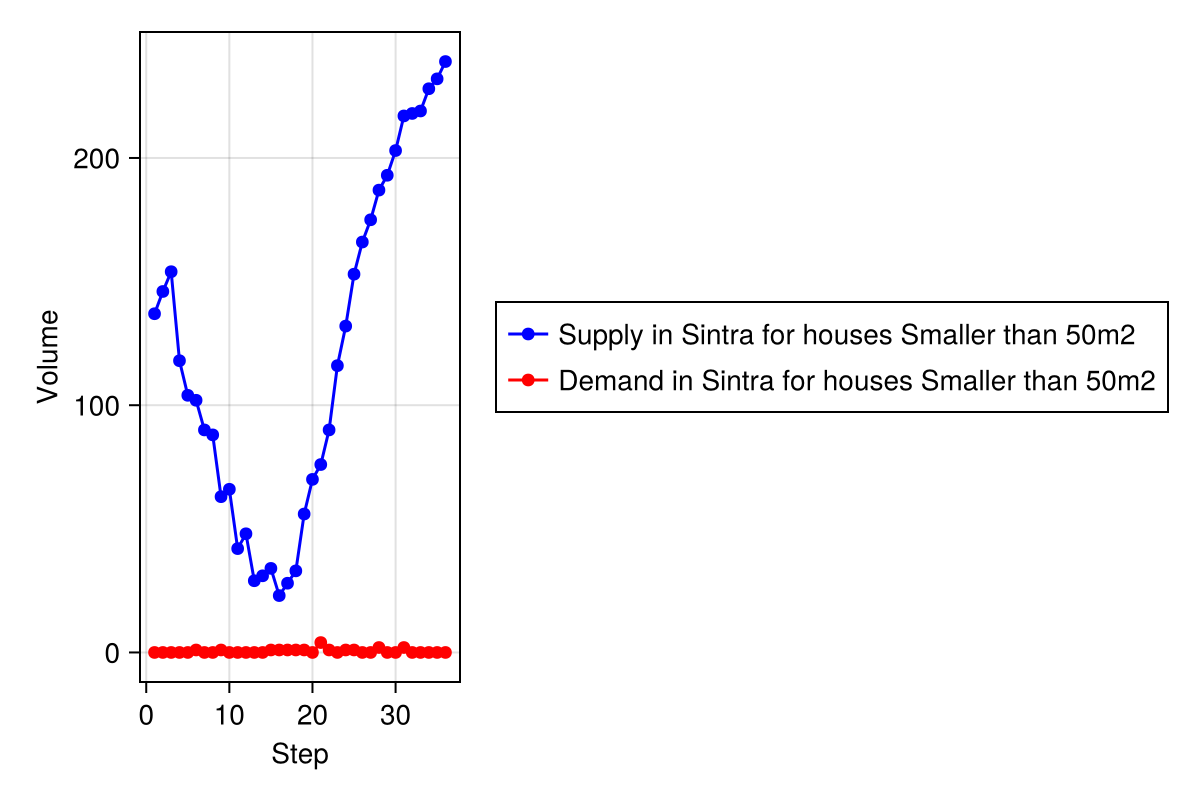 200
100
0
Volume
0 10 20 30
Step
Supply in Sintra for houses Smaller than 50m2
Demand in Sintra for houses Smaller than 50m2